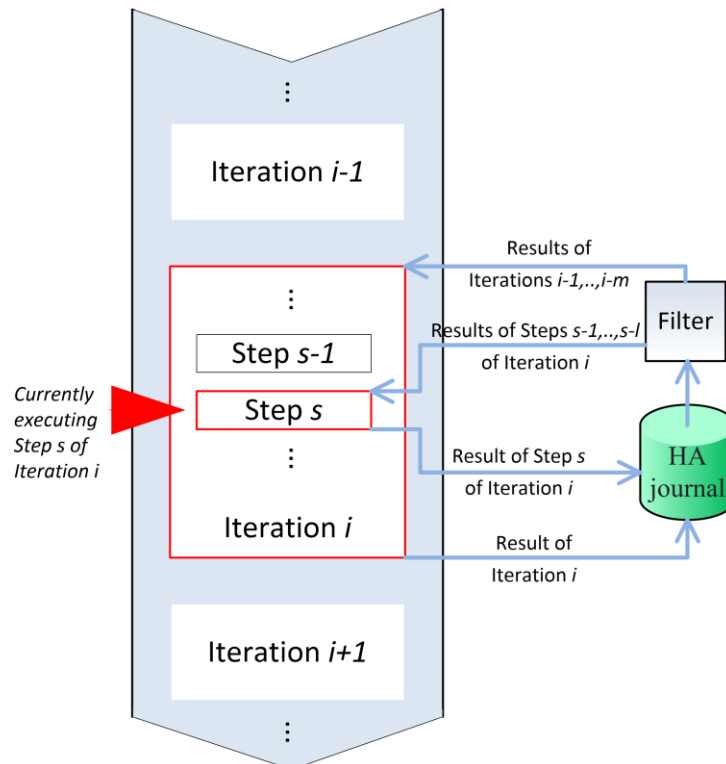 ⋮
Iteration i-1
Results of
Iterations i-1,..,i-m
⋮
Filter
Results of Steps s-1,..,s-l
of Iteration i
Step s-1
Currently
executing
Step s of
Iteration i
Step s
⋮
Result of Step s
of Iteration i
HA
journal
Iteration i
Result of
Iteration i
Iteration i+1
⋮